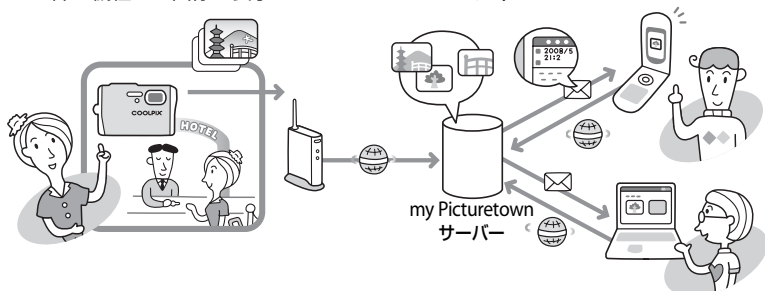 COOLPIX
HOTEL
2008/5
21:2
my Picturetown
サーバー